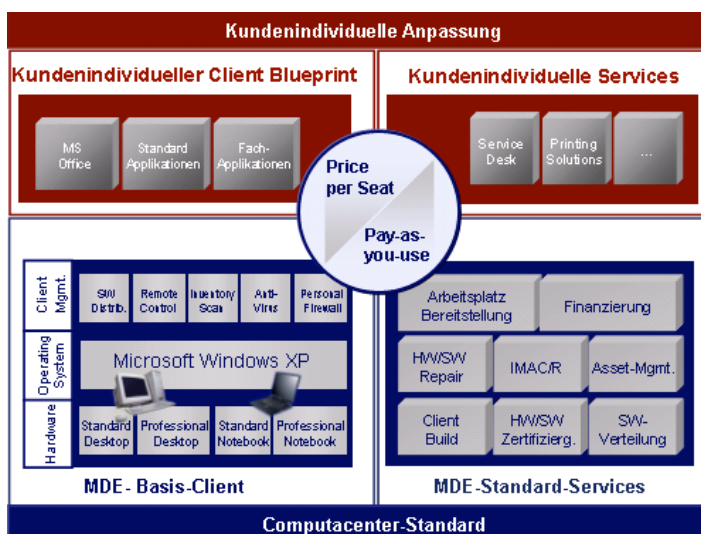 Kundenindividuelle Anpassung
Kundenindividueller Client Blueprint
MS
Office
Standard
Applikationen
Fach-
Applikationen
Kundenindividuelle Services
Service
Desk
Printing
Solutions
...
Price
per Seat
Pay-as-
you-use
Client
Mgmt.
SW
Distrib.
Remote
Control
Inventory
Scan
Anti-
Virus
Personal
Firewall
Operating
System
Microsoft Windows XP
Hardware
Standard
Desktop
Professional
Desktop
Standard
Notebook
Professional
Notebook
MDE- Basis-Client
Arbeitsplatz
Bereitstellung
Finanzierung
HW/SW
Repair
IMAC/R
Asset-Mgmt.
Client
Build
HW/SW
Zertifizierg.
SW-
Verteilung
MDE-Standard-Services
Computacenter-Standard